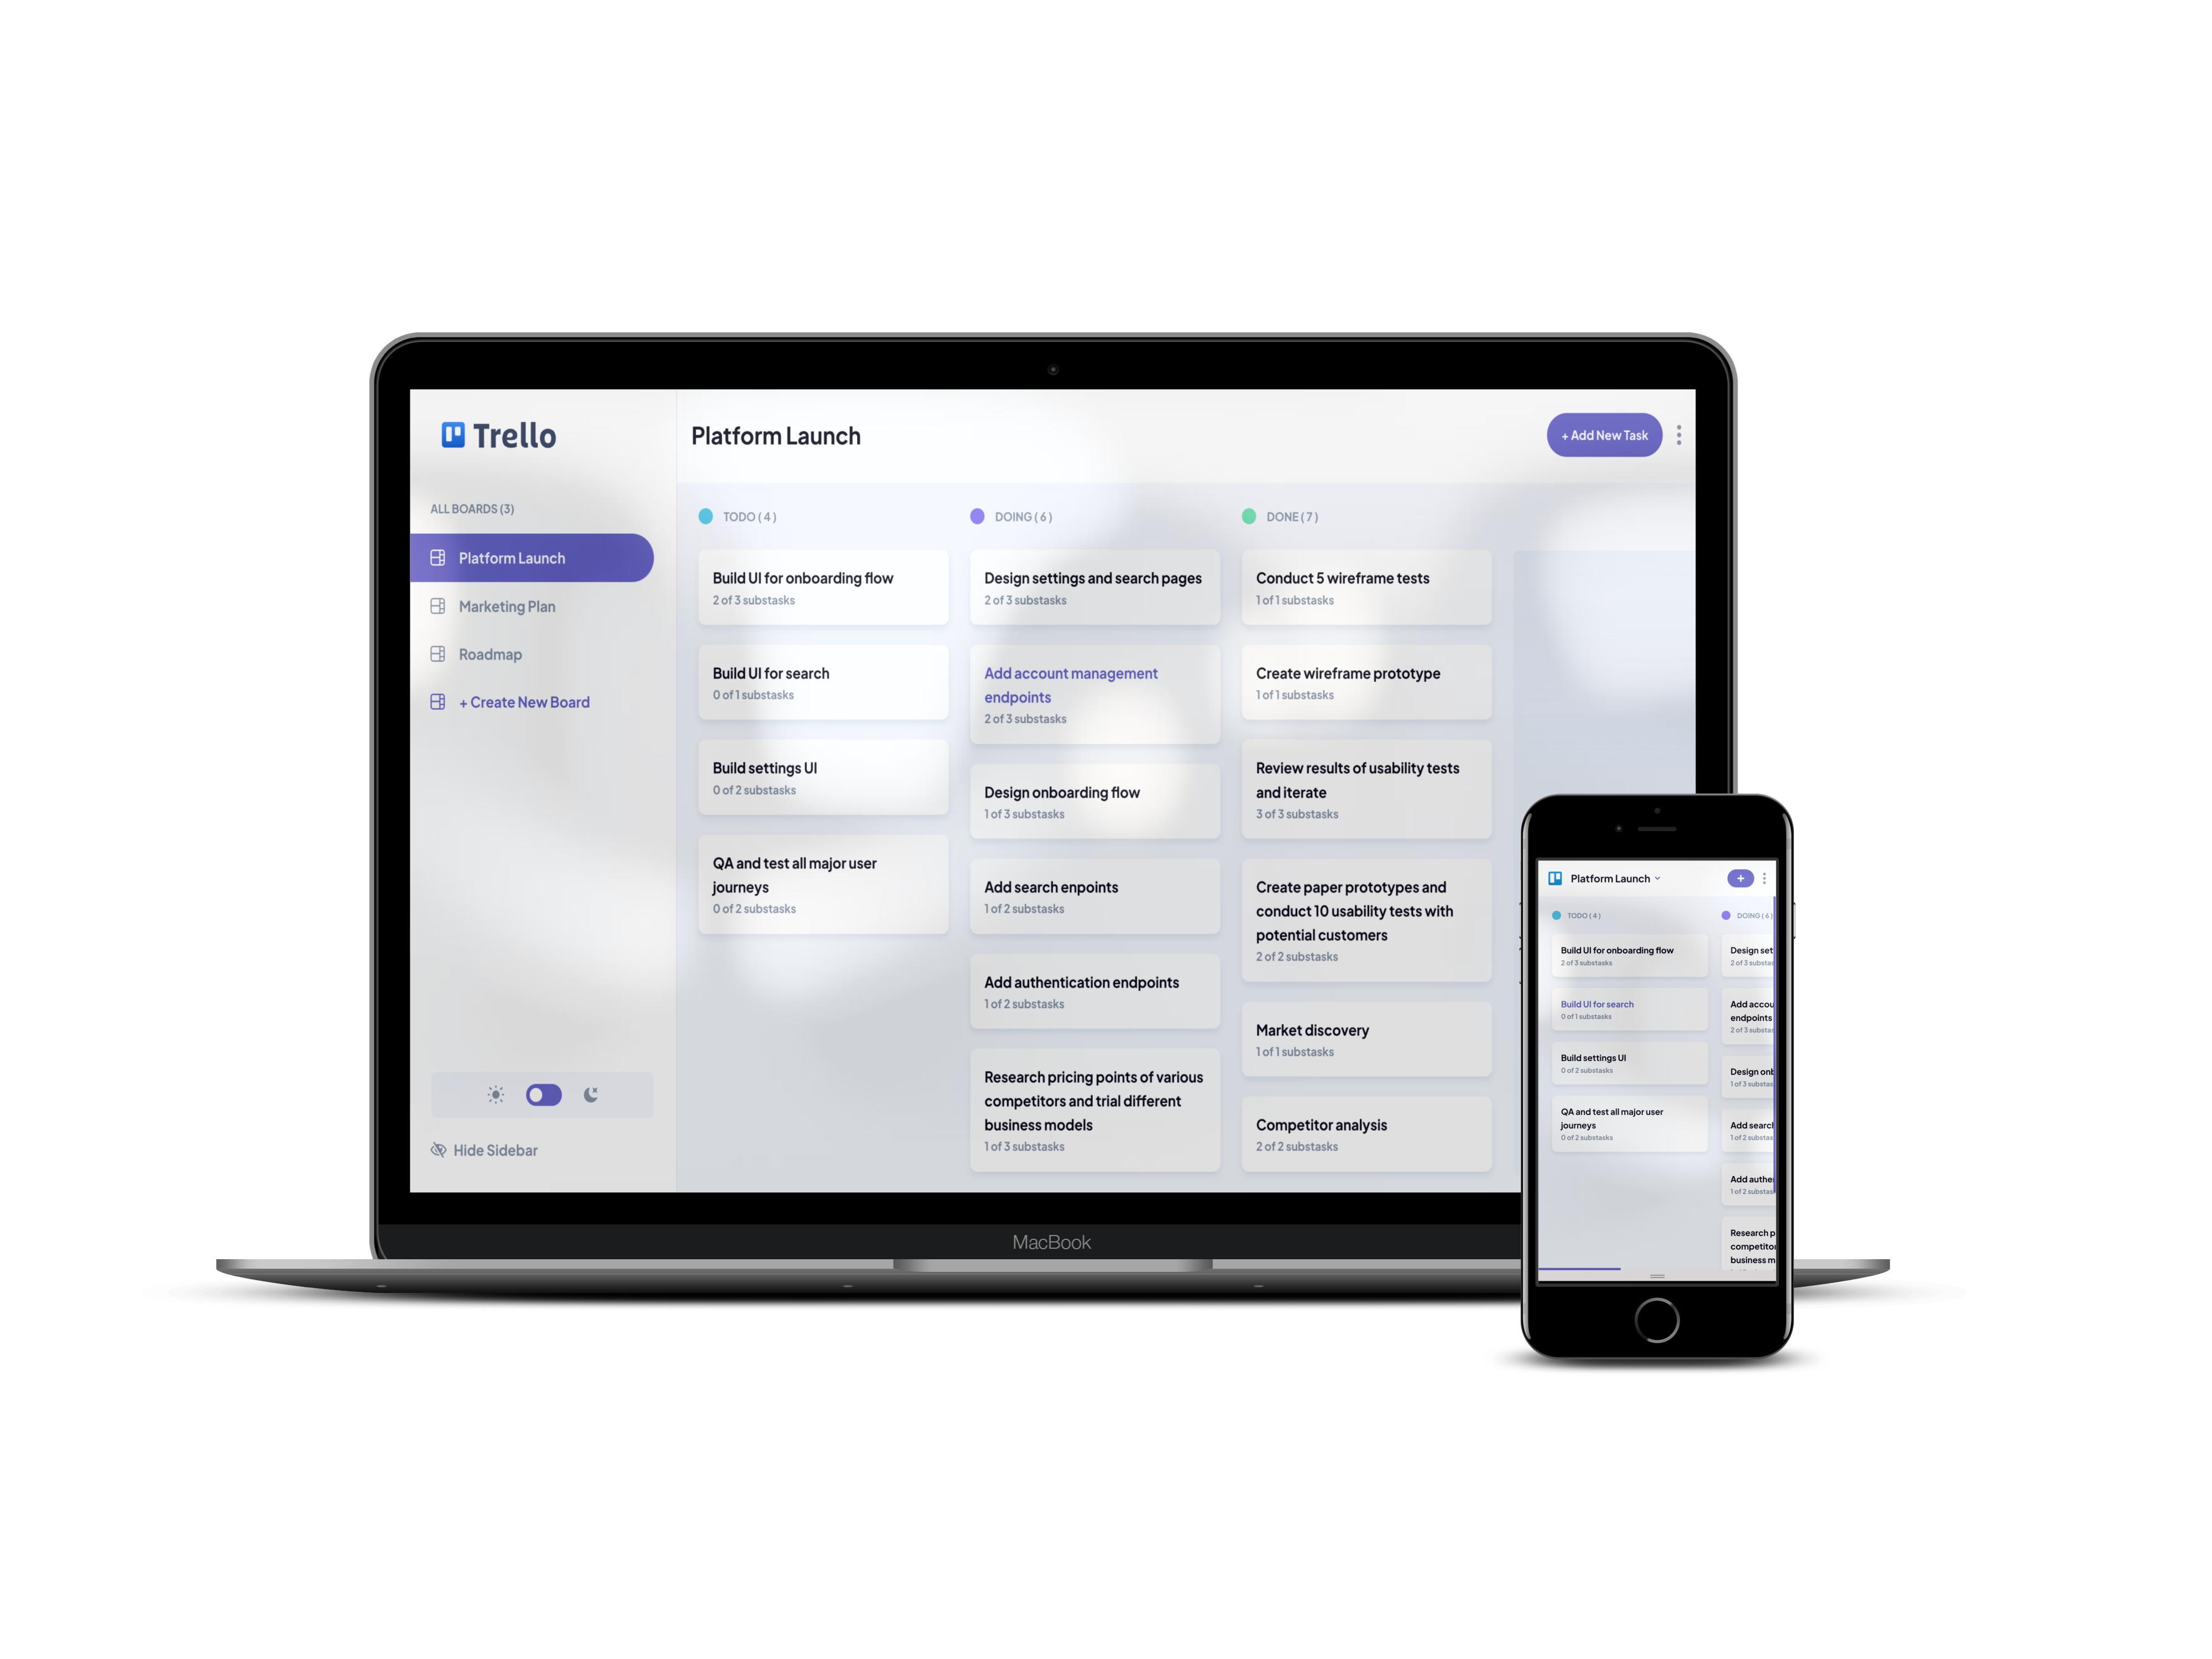 Trello
Platform Launch
+ Add New Task
ALL BOARDS (3)
Platform Launch
Marketing Plan
Roadmap
+ Create New Board
Hide Sidebar
TODO ( 4 )
Build UI for onboarding flow
2 of 3 substasks
Build UI for search
0 of 1 substasks
Build settings UI
0 of 2 substasks
QA and test all major user
journeys
0 of 2 substasks
DOING ( 6 )
Design settings and search pages
2 of 3 substasks
Add account management
endpoints
2 of 3 substasks
Design onboarding flow
1 of 3 substasks
Add search enpoints
1 of 2 substasks
Add authentication endpoints
1 of 2 substasks
Research pricing points of various
competitors and trial different
business models
1 of 3 substasks
DONE ( 7 )
Conduct 5 wireframe tests
1 of 1 substasks
Create wireframe prototype
1 of 1 substasks
Review results of usability tests
and iterate
3 of 3 substasks
Create paper prototypes and
conduct 10 usability tests with
potential customers
2 of 2 substasks
Market discovery
1 of 1 substasks
Competitor analysis
2 of 2 substasks
MacBook
Platform Launch
+
TODO ( 4 )
Build UI for onboarding flow
2 of 3 substasks
Build UI for search
0 of 1 substasks
Build settings UI
0 of 2 substasks
QA and test all major user
journeys
0 of 2 substasks
DOING ( 6 )
Design set
2 of 3 substas
Add accou
endpoints
2 of 3 substas
Design onb
1 of 3 substas
Add search
1 of 2 substas
Add authe
1 of 2 substas
Research p
competitor
business m